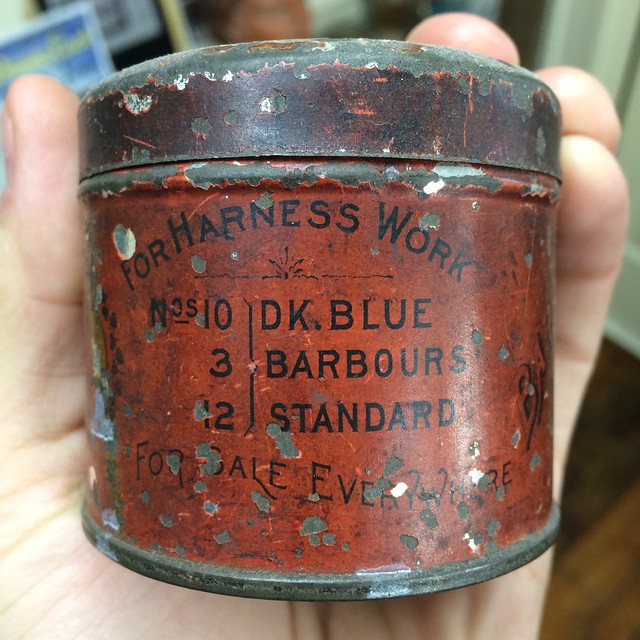 FOR HARNESS WORK
Nos 10 DK. BLUE
3 BARBOURS
12 STANDARD
FOR SALE EVERYWHERE